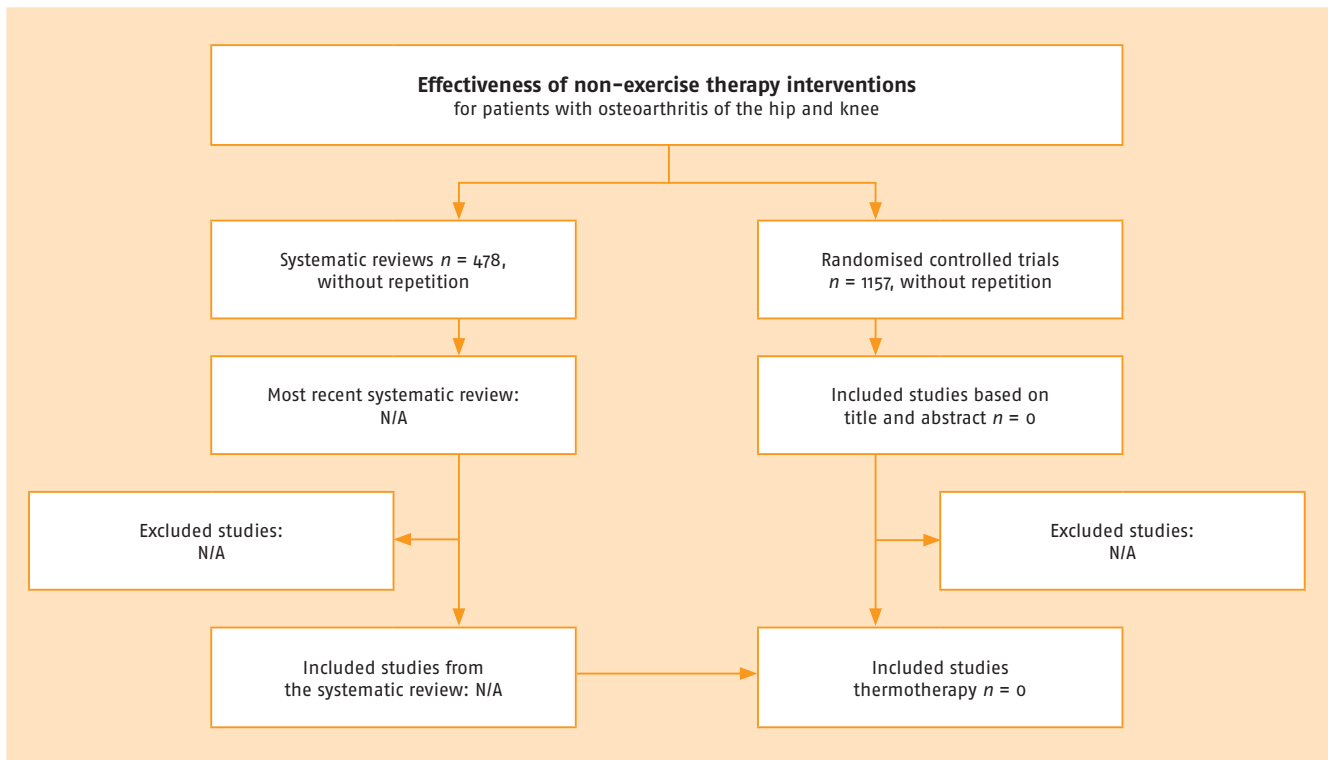 Effectiveness of non-exercise therapy interventions
for patients with osteoarthritis of the hip and knee
Systematic reviews n = 478,
without repetition
Randomised controlled trials
n = 1157, without repetition
Most recent systematic review:
N/A
Included studies based on
title and abstract n = 0
Excluded studies:
N/A
Excluded studies:
N/A
Included studies from
the systematic review: N/A
Included studies
thermotherapy n = 0